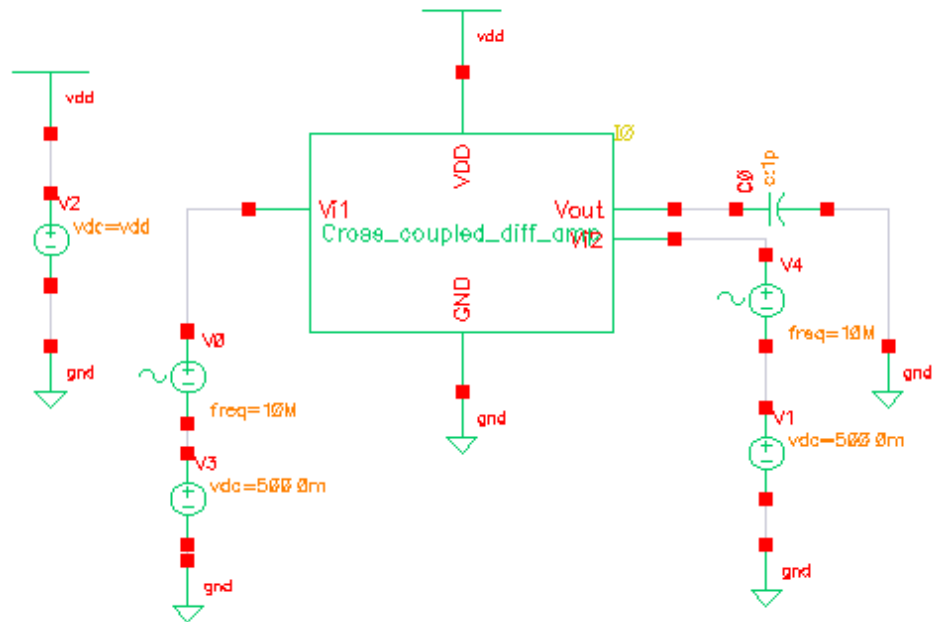 vdd
vdd
I0
VDD
C0
c:1p
V2
vdc=vdd
Vi1
Vout
Cross_coupled_diff_amp
Vi2
V4
GND
V0
freq=10M
gnd
gnd
freq=10M
gnd
V1
vdc=500.0m
V3
vdc=500.0m
gnd
gnd